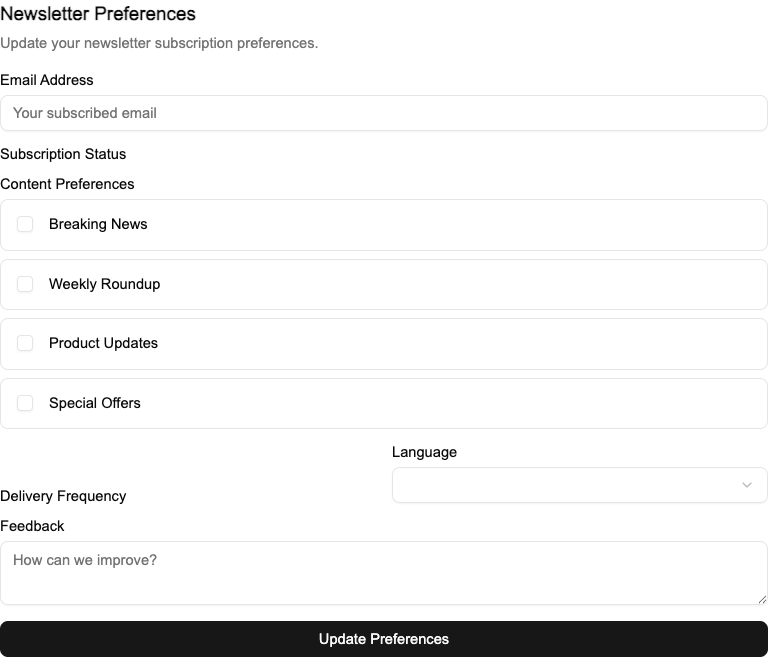 Newsletter Preferences
Update your newsletter subscription preferences.
Email Address
Your subscribed email
Subscription Status
Content Preferences
Breaking News
Weekly Roundup
Product Updates
Special Offers
Language
Delivery Frequency
Feedback
How can we improve?
Update Preferences